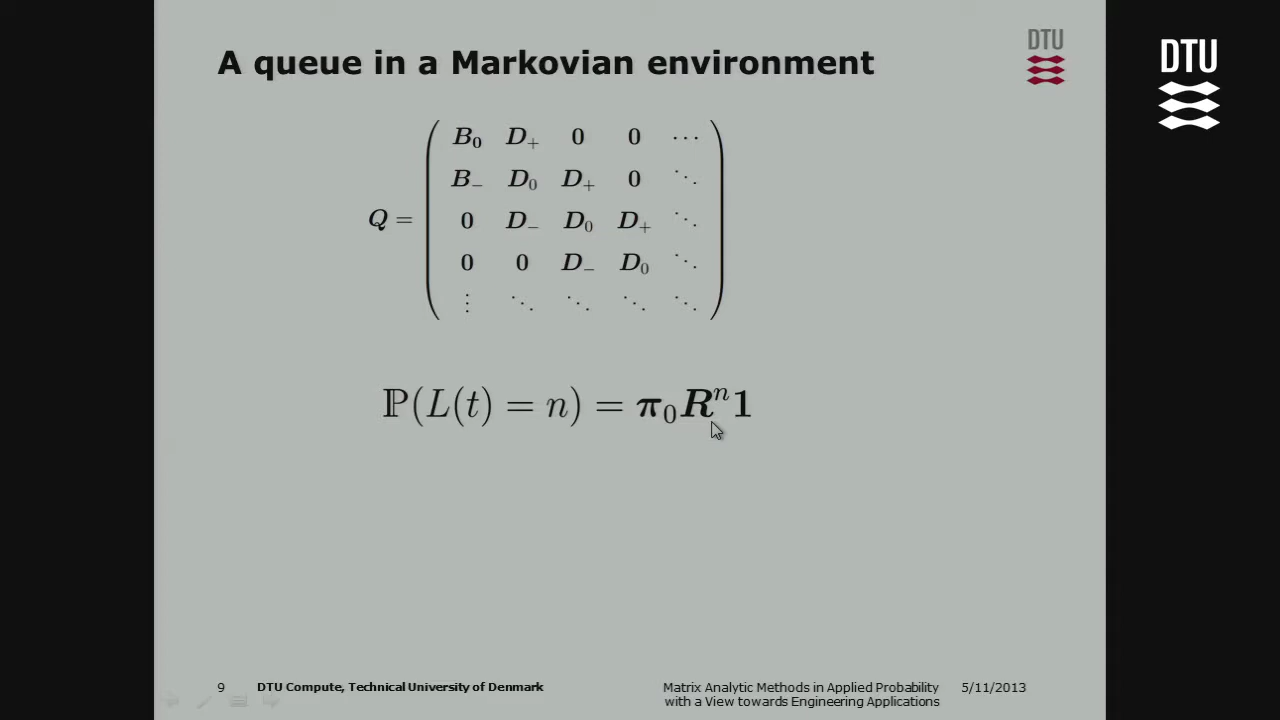 A queue in a Markovian environment
DTU
DTU
B₀ D₊ 0 0 ⋯
B₋ D₀ D₊ 0 ⋱
Q = 0 D₋ D₀ D₊ ⋱
0 0 D₋ D₀ ⋱
⋮ ⋱ ⋱ ⋱ ⋱
ℙ(L(t) = n) = π₀Rⁿ1
9 DTU Compute, Technical University of Denmark
Matrix Analytic Methods in Applied Probability 5/11/2013
with a View towards Engineering Applications